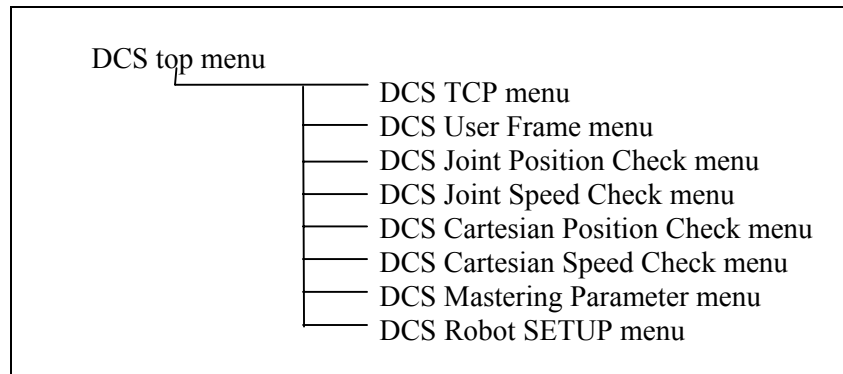 DCS top menu
DCS TCP menu
DCS User Frame menu
DCS Joint Position Check menu
DCS Joint Speed Check menu
DCS Cartesian Position Check menu
DCS Cartesian Speed Check menu
DCS Mastering Parameter menu
DCS Robot SETUP menu